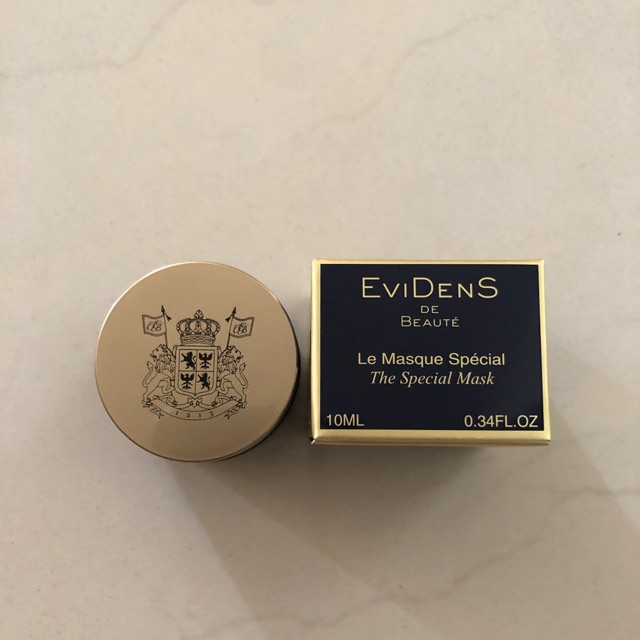 EviDenS
DE
BEAUTÉ
Le Masque Spécial
The Special Mask
10ML 0.34FL.OZ